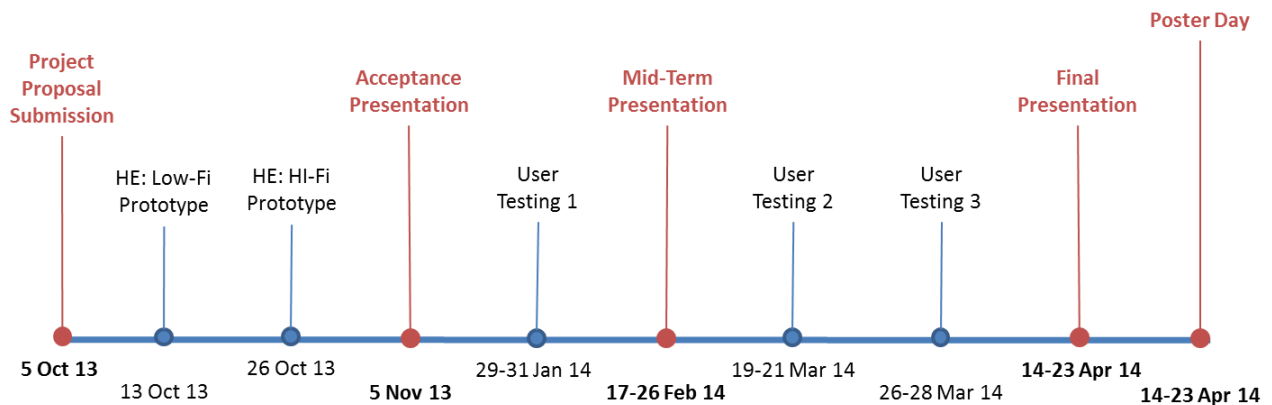 Poster Day
Project
Proposal
Submission
Acceptance
Presentation
Mid-Term
Presentation
Final
Presentation
HE: Low-Fi
Prototype
HE: HI-Fi
Prototype
User
Testing 1
User
Testing 2
User
Testing 3
5 Oct 13
13 Oct 13
26 Oct 13
5 Nov 13
29-31 Jan 14
17-26 Feb 14
19-21 Mar 14
26-28 Mar 14
14-23 Apr 14
14-23 Apr 14